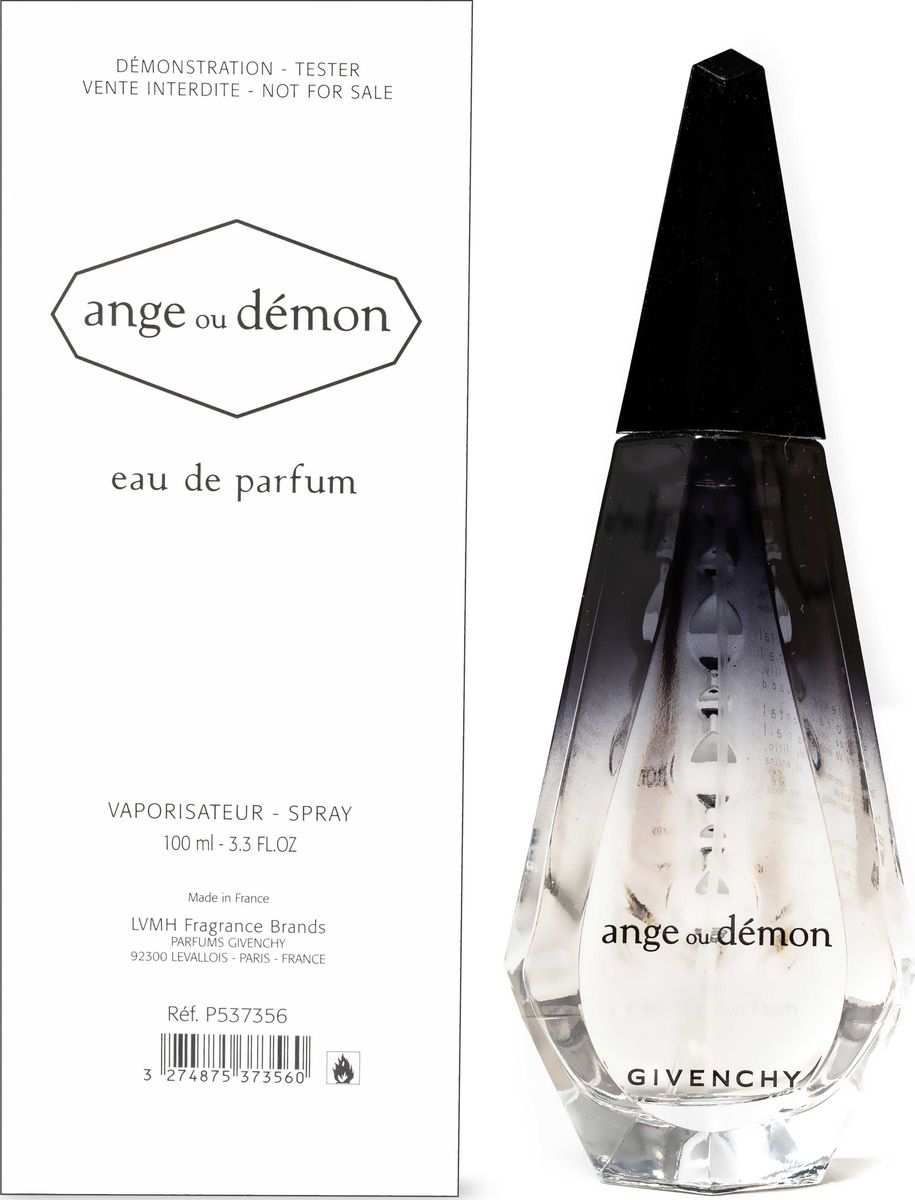 DÉMONSTRATION - TESTER
VENTE INTERDITE - NOT FOR SALE
ange ou démon
eau de parfum
VAPORISATEUR - SPRAY
100 ml - 3.3 FL.OZ
Made in France
LVMH Fragrance Brands
PARFUMS GIVENCHY
92300 LEVALLOIS - PARIS - FRANCE
Réf. P537356
3 274875 373560
ange ou démon
GIVENCHY